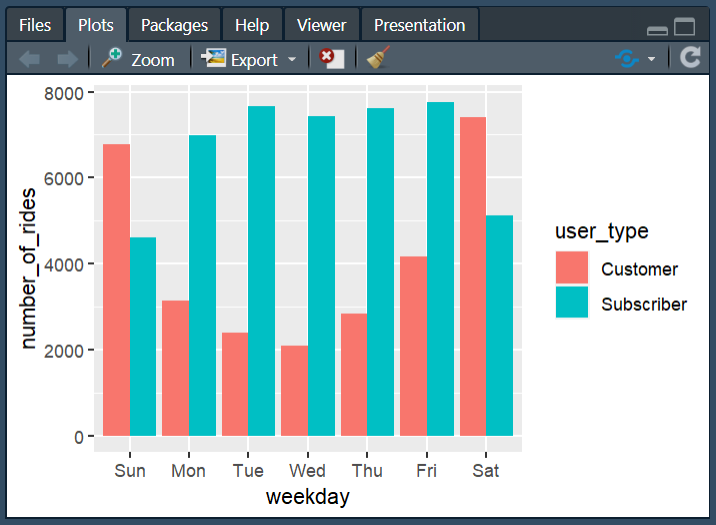 Files Plots Packages Help Viewer Presentation
Zoom Export
8000
6000
4000
2000
0
number_of_rides
Sun Mon Tue Wed Thu Fri Sat
weekday
user_type
Customer
Subscriber